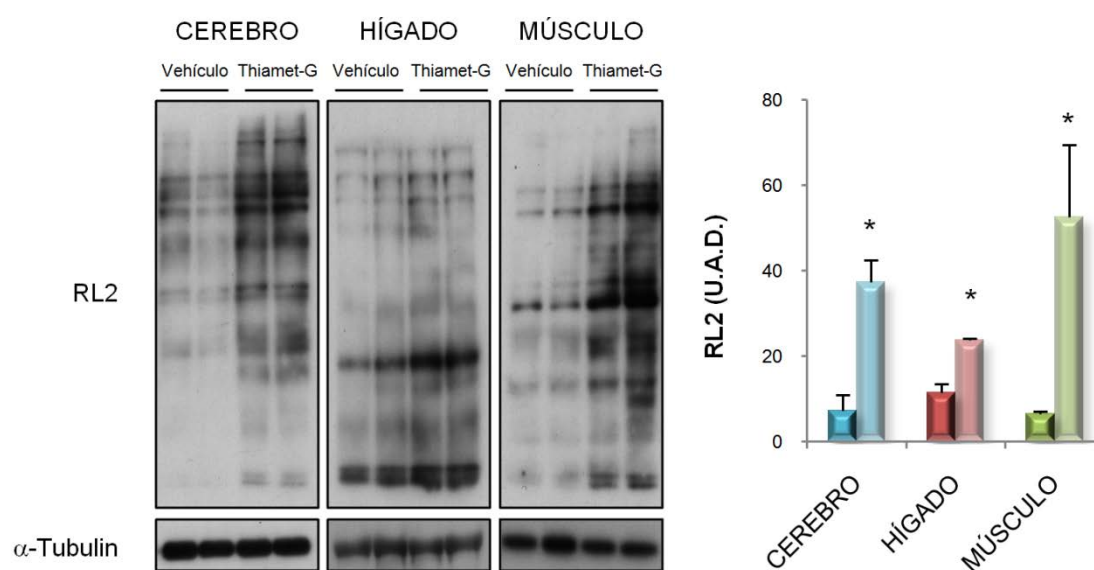 CEREBRO HÍGADO MÚSCULO
Vehículo Thiamet-G Vehículo Thiamet-G Vehículo Thiamet-G
RL2
α-Tubulin
RL2 (U.A.D.)
80
60
40
20
0
*
*
*
CEREBRO
HÍGADO
MÚSCULO